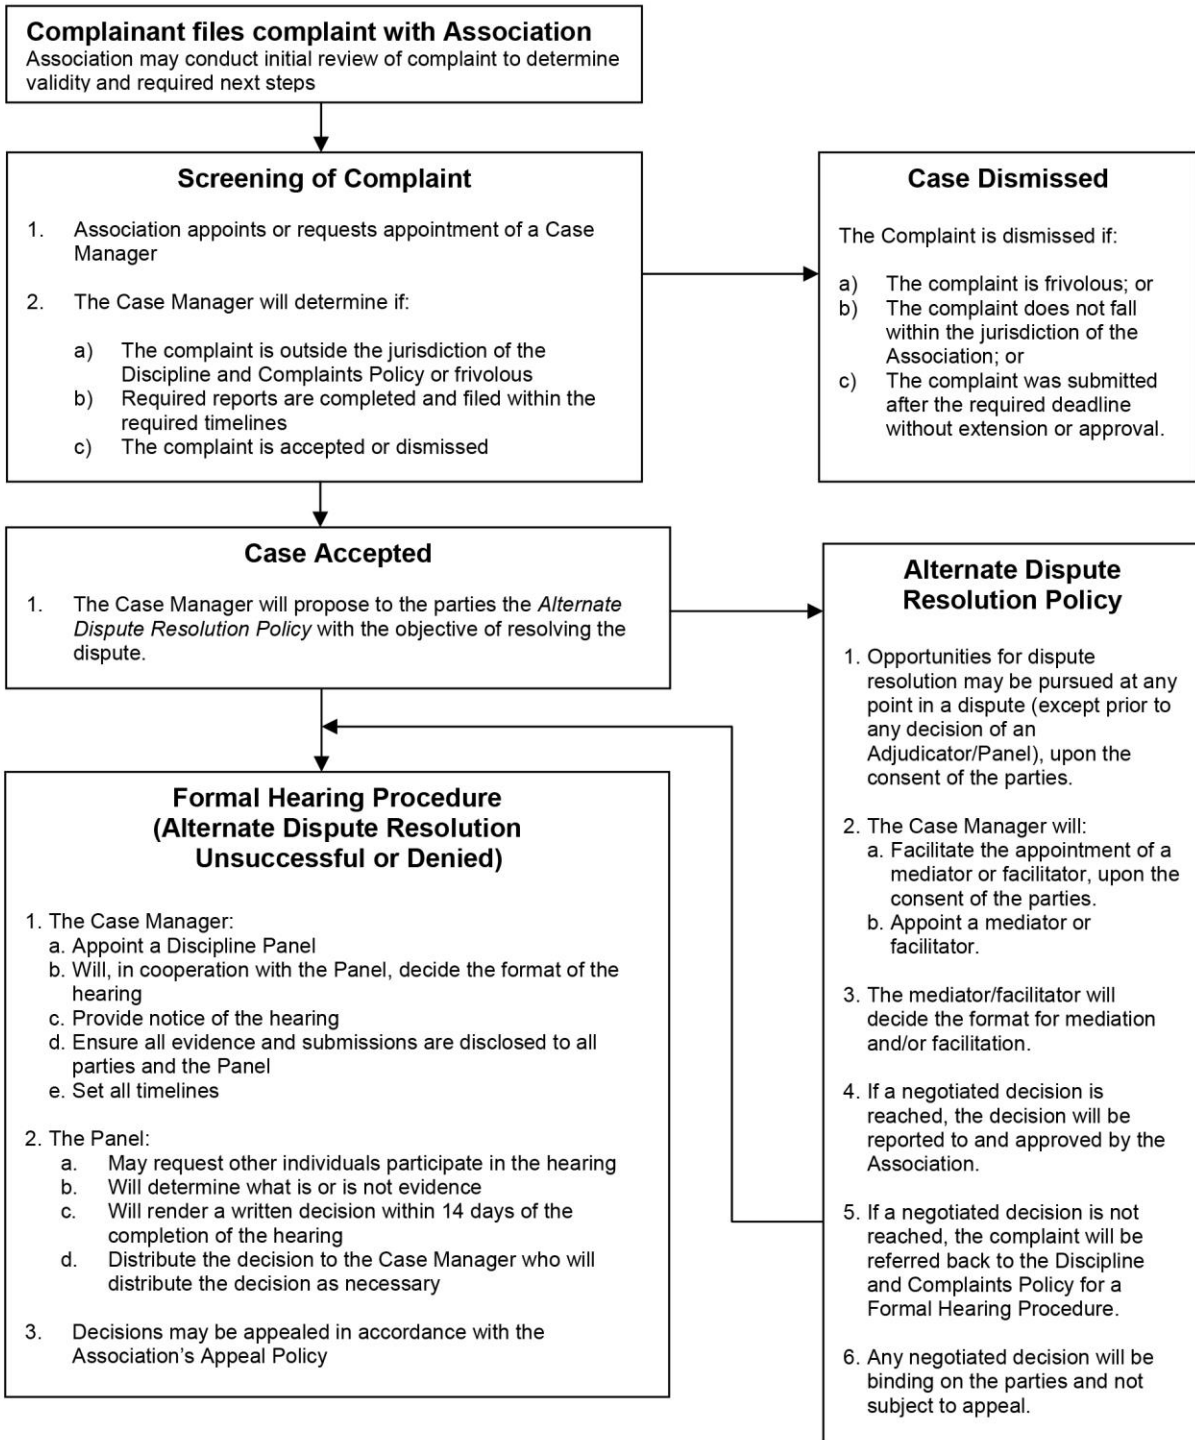 Complainant files complaint with Association
Association may conduct initial review of complaint to determine
validity and required next steps
Screening of Complaint
1. Association appoints or requests appointment of a Case
Manager
2. The Case Manager will determine if:
a) The complaint is outside the jurisdiction of the
Discipline and Complaints Policy or frivolous
b) Required reports are completed and filed within the
required timelines
c) The complaint is accepted or dismissed
Case Dismissed
The Complaint is dismissed if:
a) The complaint is frivolous; or
b) The complaint does not fall
within the jurisdiction of the
Association; or
c) The complaint was submitted
after the required deadline
without extension or approval.
Case Accepted
1. The Case Manager will propose to the parties the Alternate
Dispute Resolution Policy with the objective of resolving the
dispute.
Alternate Dispute
Resolution Policy
1. Opportunities for dispute
resolution may be pursued at any
point in a dispute (except prior to
any decision of an
Adjudicator/Panel), upon the
consent of the parties.
2. The Case Manager will:
a. Facilitate the appointment of a
mediator or facilitator, upon the
consent of the parties.
b. Appoint a mediator or
facilitator.
3. The mediator/facilitator will
decide the format for mediation
and/or facilitation.
4. If a negotiated decision is
reached, the decision will be
reported to and approved by the
Association.
5. If a negotiated decision is not
reached, the complaint will be
referred back to the Discipline
and Complaints Policy for a
Formal Hearing Procedure.
6. Any negotiated decision will be
binding on the parties and not
subject to appeal.
Formal Hearing Procedure
(Alternate Dispute Resolution
Unsuccessful or Denied)
1. The Case Manager:
a. Appoint a Discipline Panel
b. Will, in cooperation with the Panel, decide the format of the
hearing
c. Provide notice of the hearing
d. Ensure all evidence and submissions are disclosed to all
parties and the Panel
e. Set all timelines
2. The Panel:
a. May request other individuals participate in the hearing
b. Will determine what is or is not evidence
c. Will render a written decision within 14 days of the
completion of the hearing
d. Distribute the decision to the Case Manager who will
distribute the decision as necessary
3. Decisions may be appealed in accordance with the
Association's Appeal Policy